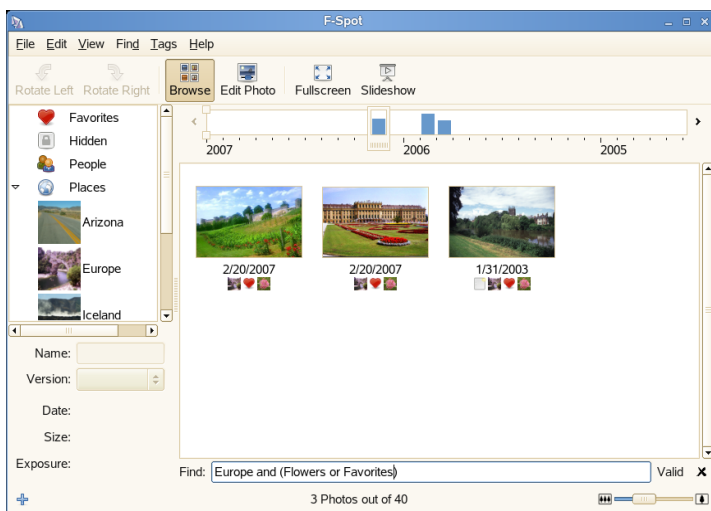 F-Spot
File Edit View Find Tags Help
Rotate Left Rotate Right Browse Edit Photo Fullscreen Slideshow
Favorites
Hidden
People
Places
Arizona
Europe
Iceland
2007 2006 2005
2/20/2007 2/20/2007 1/31/2003
Name:
Version:
Date:
Size:
Exposure:
Find: Europe and (Flowers or Favorites) Valid
3 Photos out of 40